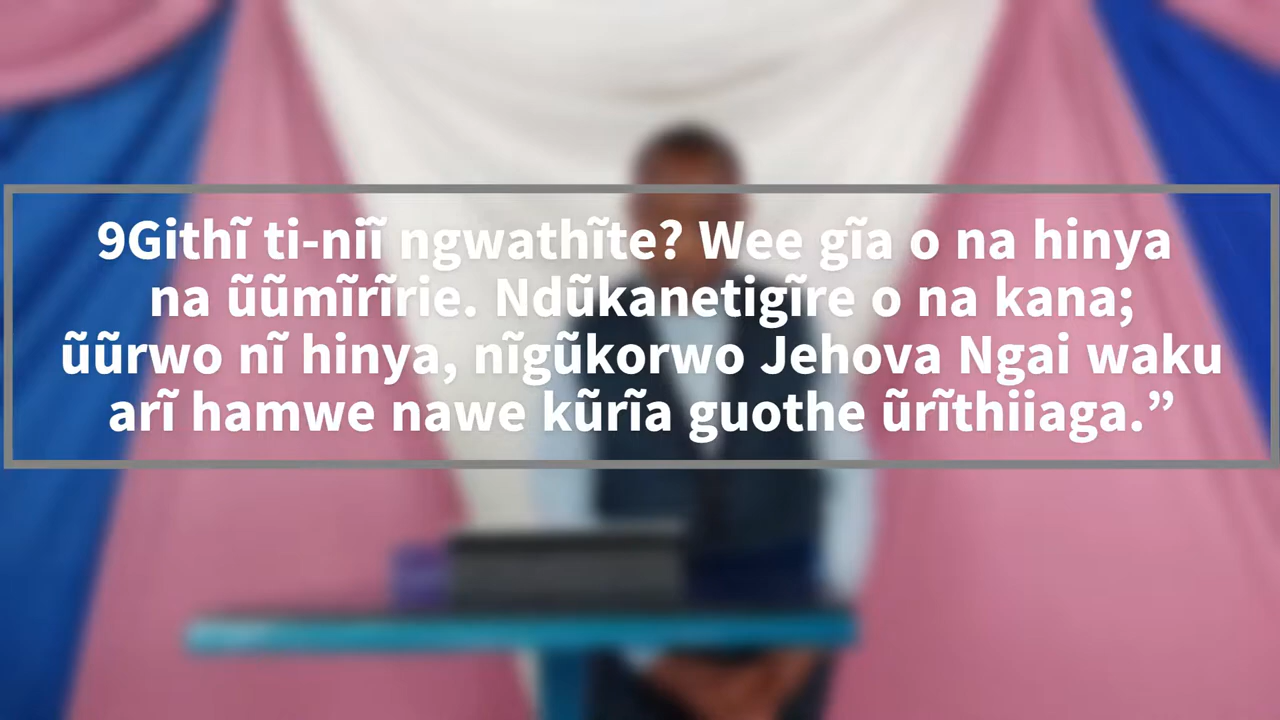 9Githĩ ti-niĩ ngwathĩte? Wee gĩa o na hinya
na ũũmĩrĩrie. Ndũkanetigĩre o na kana;
ũũrwo nĩ hinya, nĩgũkorwo Jehova Ngai waku
arĩ hamwe nawe kũrĩa guothe ũrĩthiiaga.”